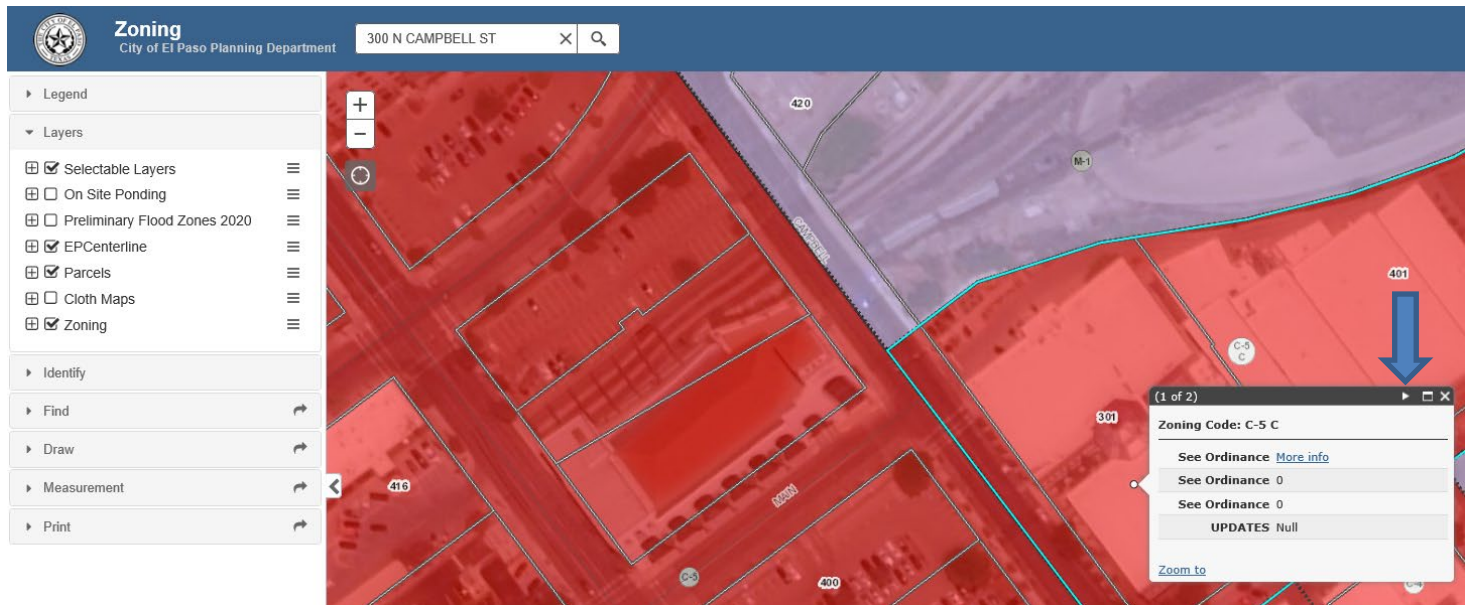 Zoning
City of El Paso Planning Department
300 N CAMPBELL ST
Legend
Layers
Selectable Layers
On Site Ponding
Preliminary Flood Zones 2020
EPCenterline
Parcels
Cloth Maps
Zoning
Identify
Find
Draw
Measurement
Print
420
M-1
CAMPBELL
401
C-5
C
301
416
MAIN
C-5
400
(1 of 2)
Zoning Code: C-5 C
See Ordinance More info
See Ordinance 0
See Ordinance 0
UPDATES Null
Zoom to
C-4